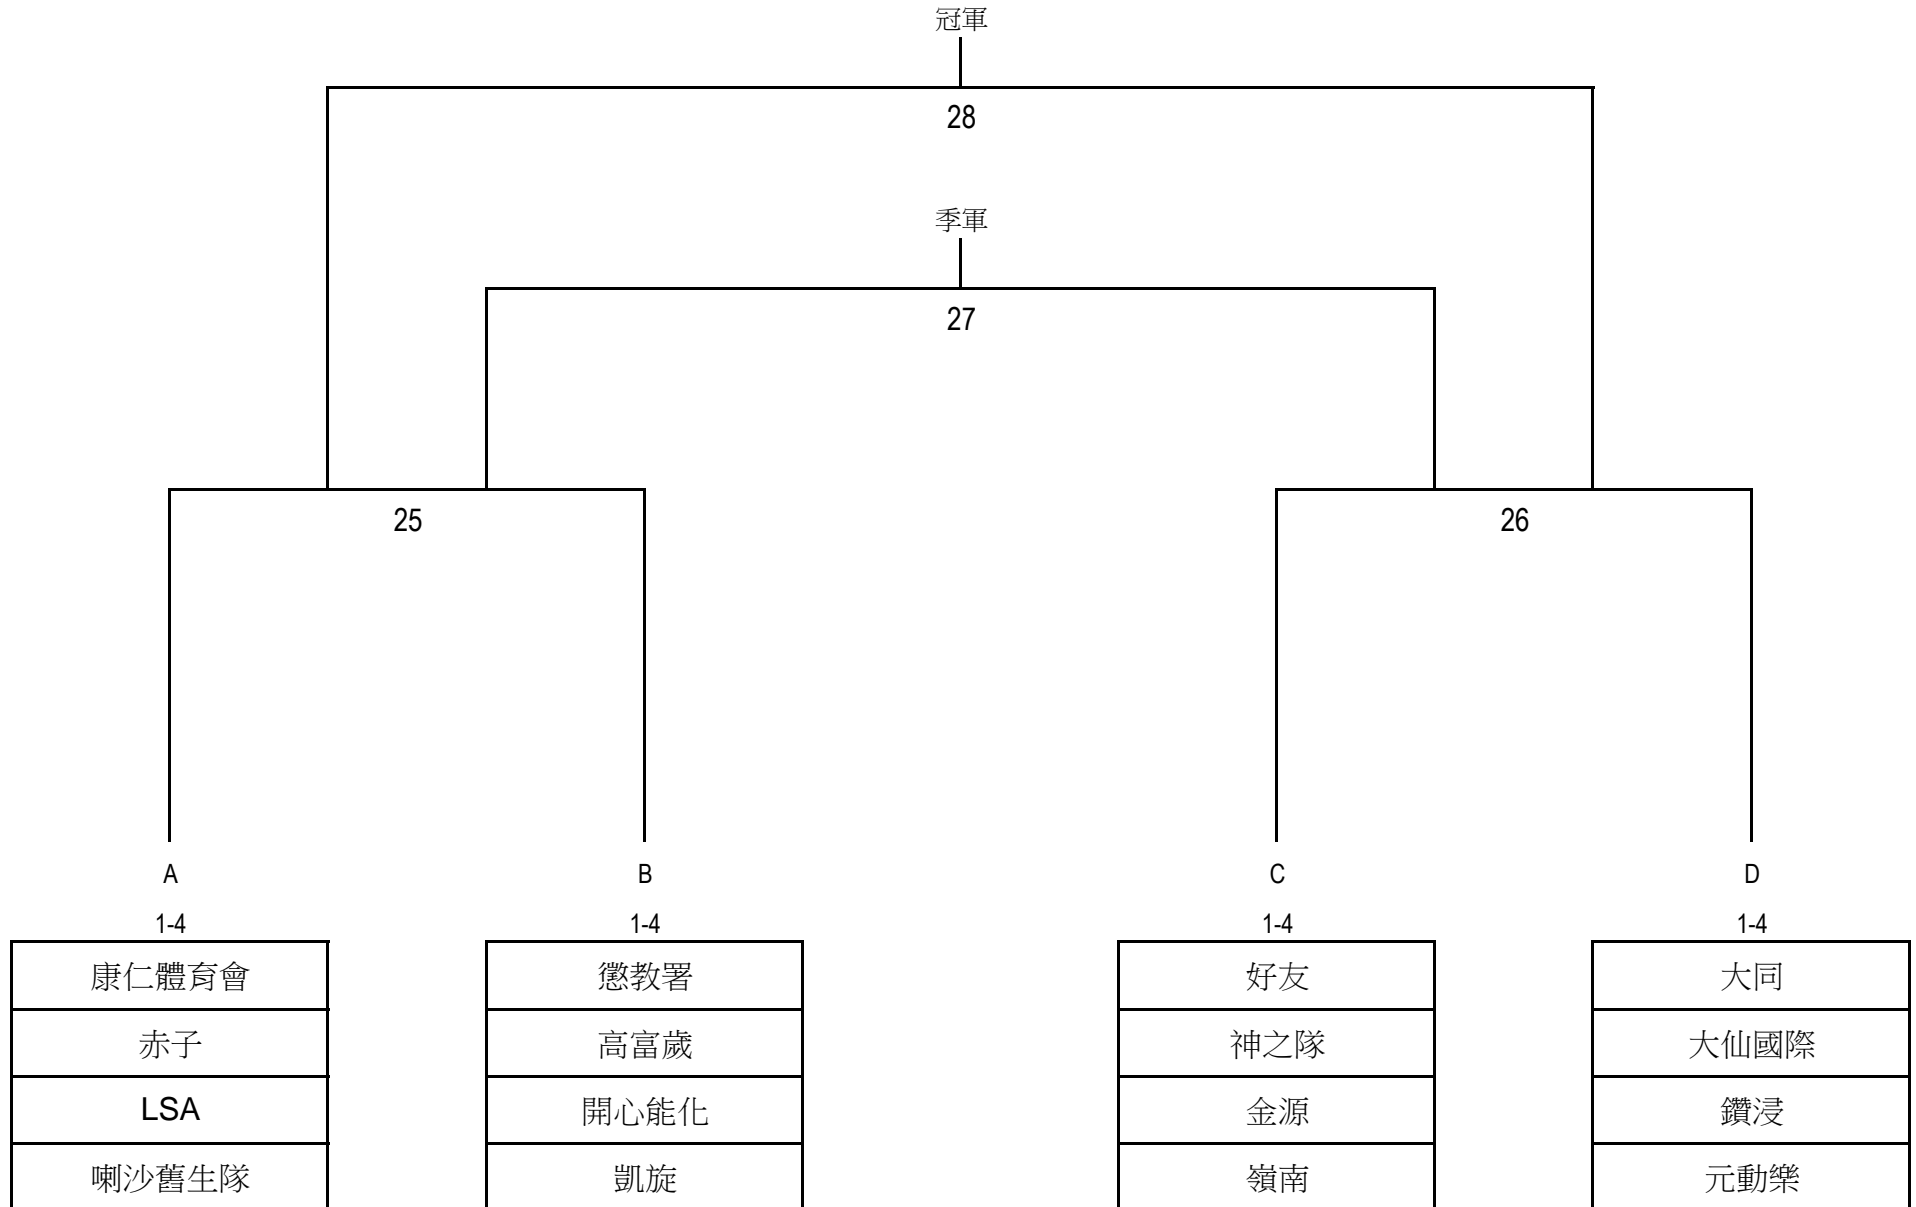 冠軍
28
季軍
27
25 26
A B C D
1-4 1-4 1-4 1-4
康仁體育會 懲教署 好友 大同
赤子 高富歲 神之隊 大仙國際
LSA 開心能化 金源 鑽浸
喇沙舊生隊 凱旋 嶺南 元動樂